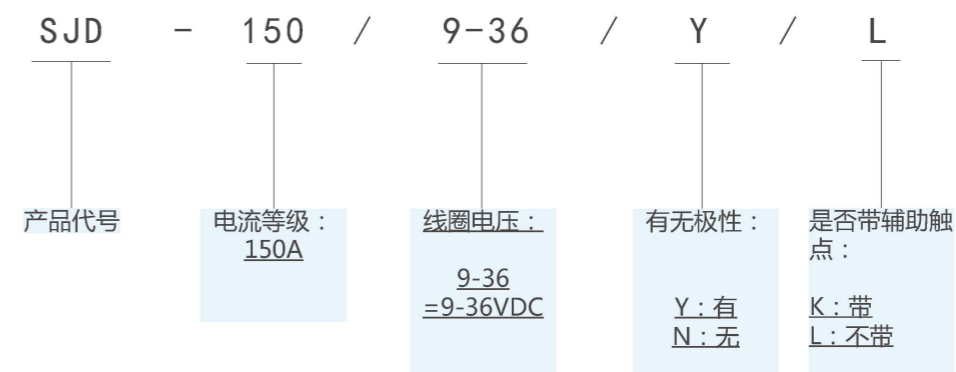 SJD - 150 / 9-36 / Y / L
产品代号
电流等级：
150A
线圈电压：
9-36
=9-36VDC
有无极性：
Y：有
N：无
是否带辅助触
点：
K：带
L：不带